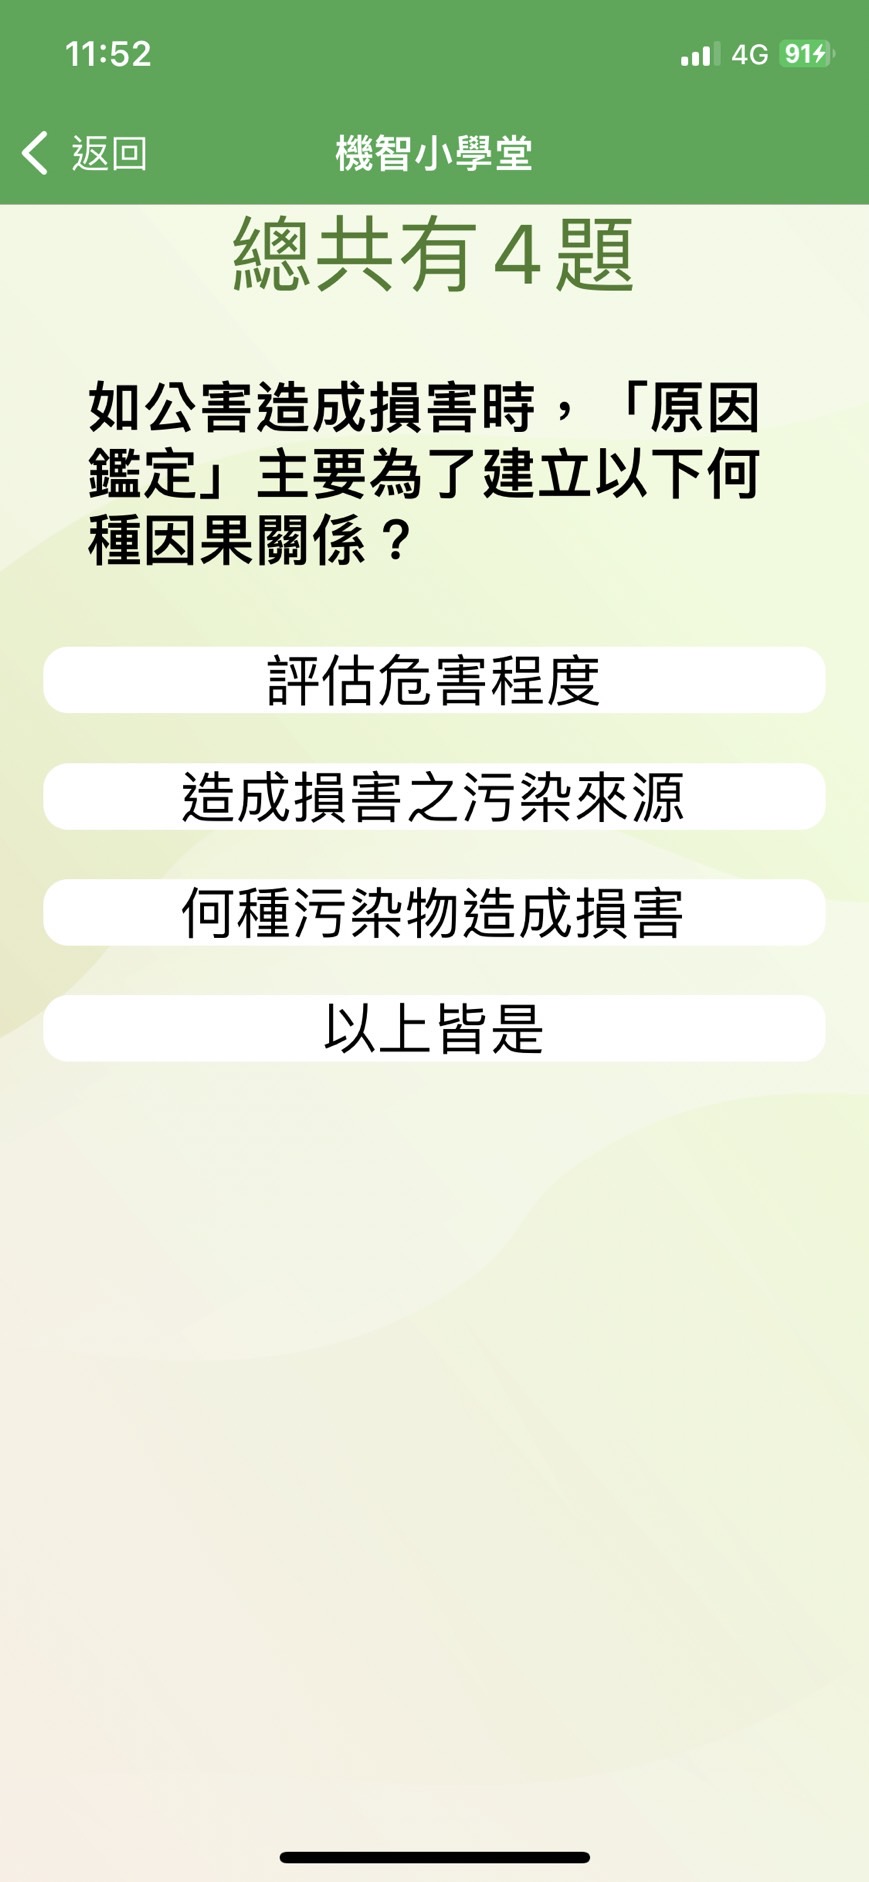 11:52
4G 91
返回
機智小學堂
總共有4題
如公害造成損害時，「原因
鑑定」主要為了建立以下何
種因果關係？
評估危害程度
造成損害之污染來源
何種污染物造成損害
以上皆是